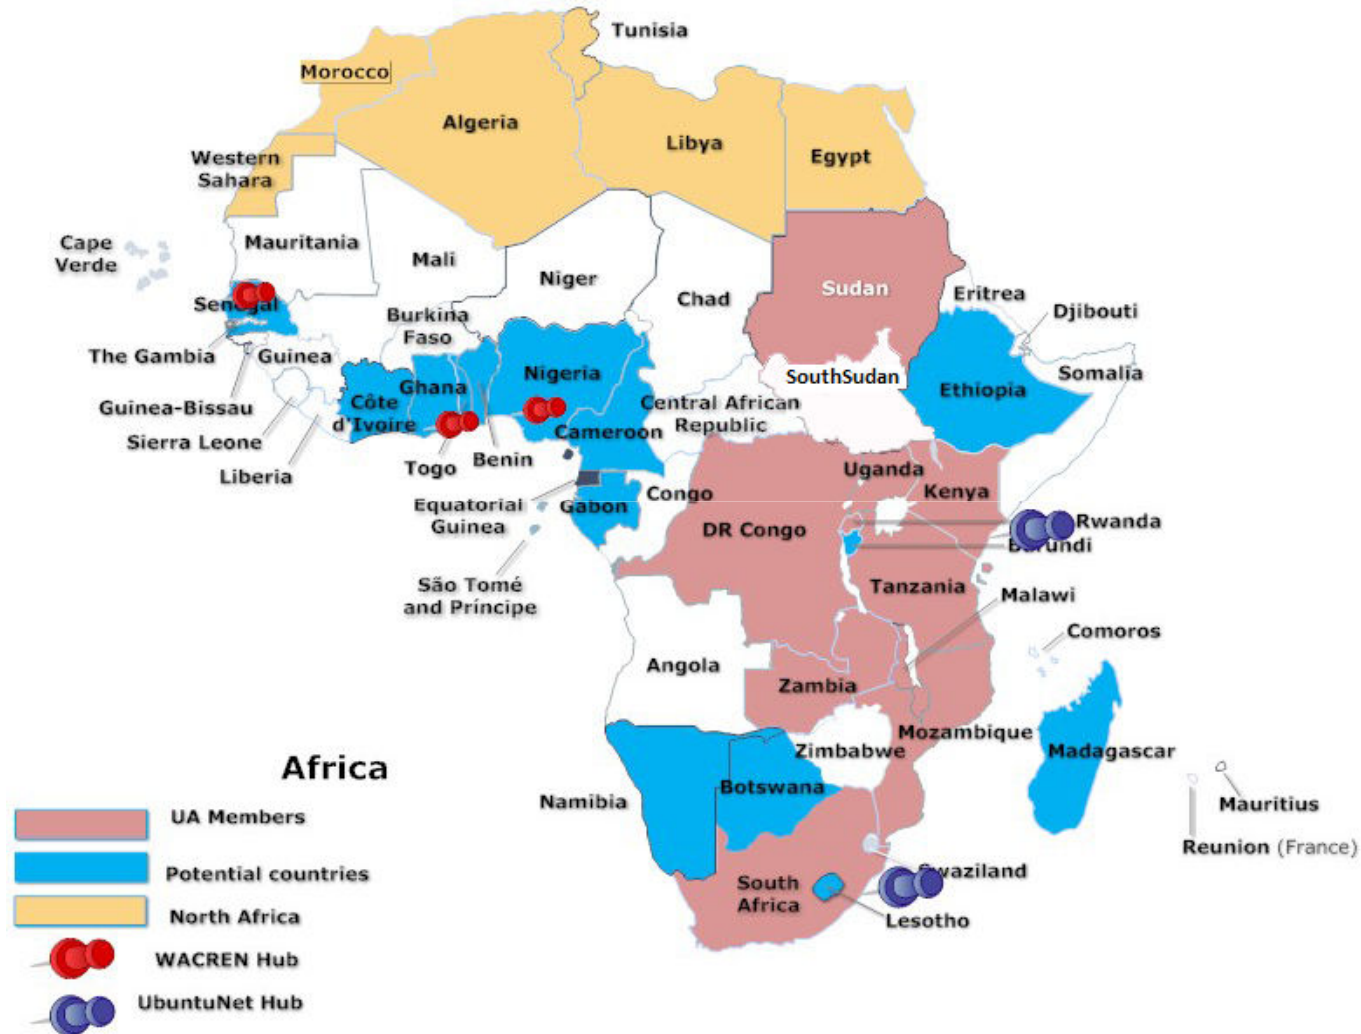 Tunisia
Morocco
Algeria
Libya
Egypt
Western
Sahara
Cape
Verde
Mauritania
Mali
Niger
Chad
Sudan
Eritrea
Djibouti
Senegal
Burkina
Faso
The Gambia
Guinea
Somalia
SouthSudan
Nigeria
Ghana
Ethiopia
Guinea-Bissau
Côte
d'Ivoire
Central African
Republic
Sierra Leone
Cameroon
Liberia
Togo
Benin
Uganda
Kenya
Equatorial
Guinea
Gabon
Congo
DR Congo
Rwanda
Burundi
São Tomé
and Príncipe
Tanzania
Malawi
Comoros
Angola
Zambia
Mozambique
Zimbabwe
Madagascar
Africa
Namibia
Botswana
Mauritius
Reunion (France)
UA Members
Potential countries
Swaziland
South
Africa
Lesotho
North Africa
WACREN Hub
UbuntuNet Hub